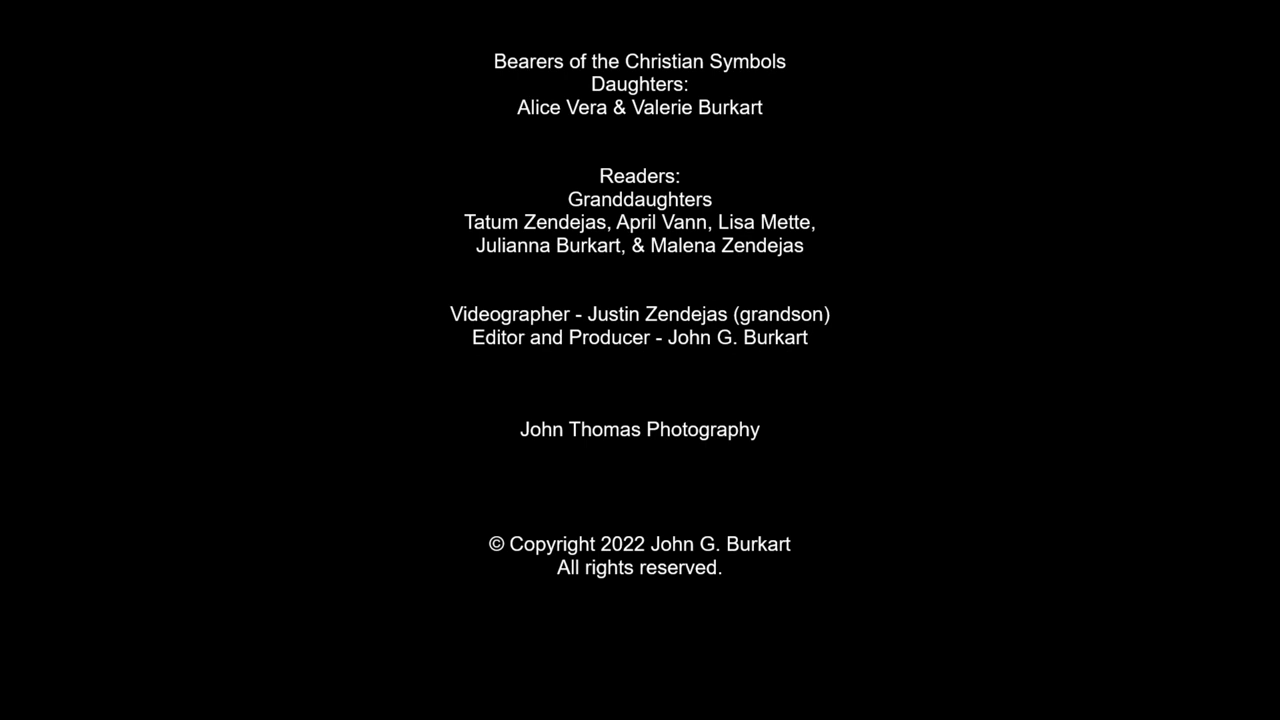 Bearers of the Christian Symbols
Daughters:
Alice Vera & Valerie Burkart
Readers:
Granddaughters
Tatum Zendejas, April Vann, Lisa Mette,
Julianna Burkart, & Malena Zendejas
Videographer - Justin Zendejas (grandson)
Editor and Producer - John G. Burkart
John Thomas Photography
© Copyright 2022 John G. Burkart
All rights reserved.